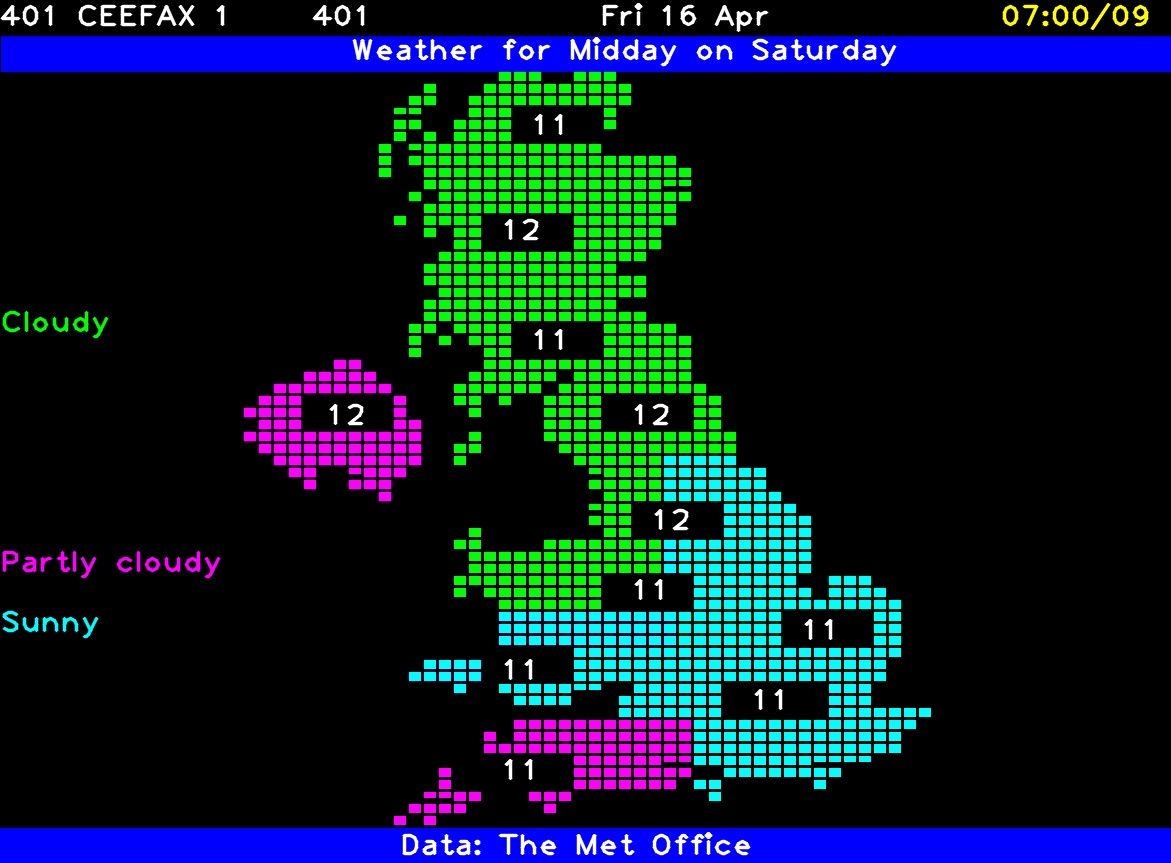 401 CEEFAX 1 401 Fri 16 Apr 07:00/09
Weather for Midday on Saturday
11
12
Cloudy
11
12 12
12
Partly cloudy
11
Sunny 11
11
11
11
Data: The Met Office